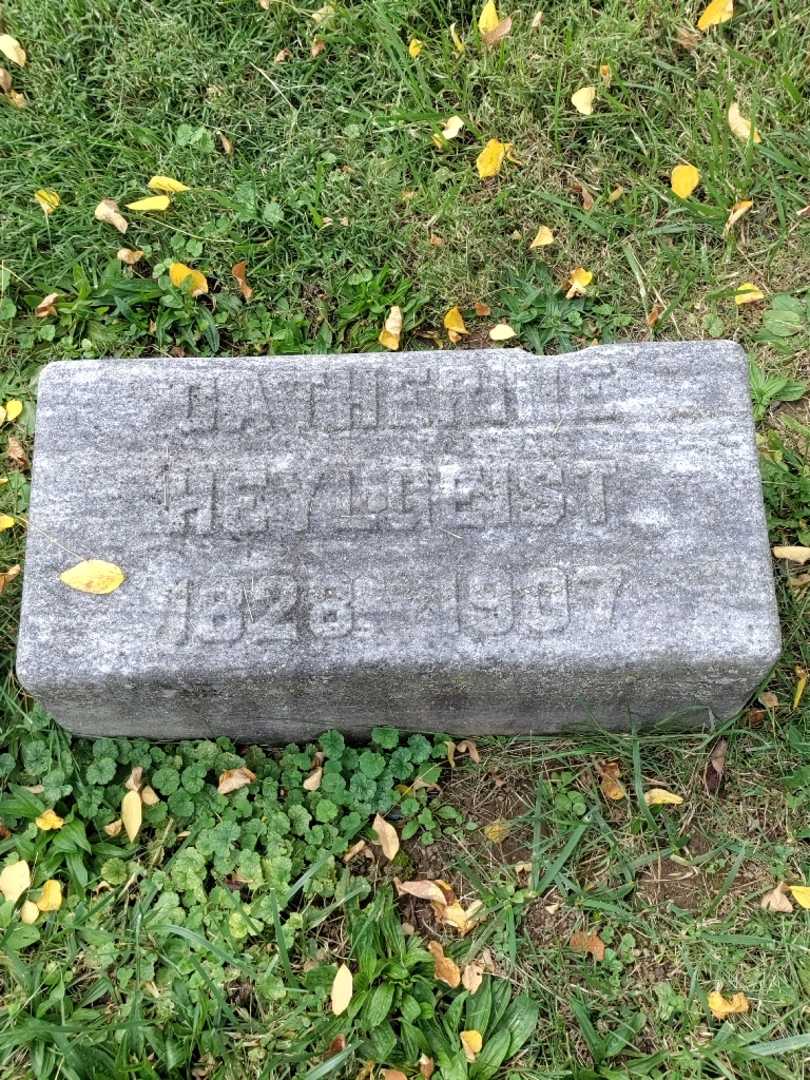 CATHERINE
HEYLGEIST
1828. 1907